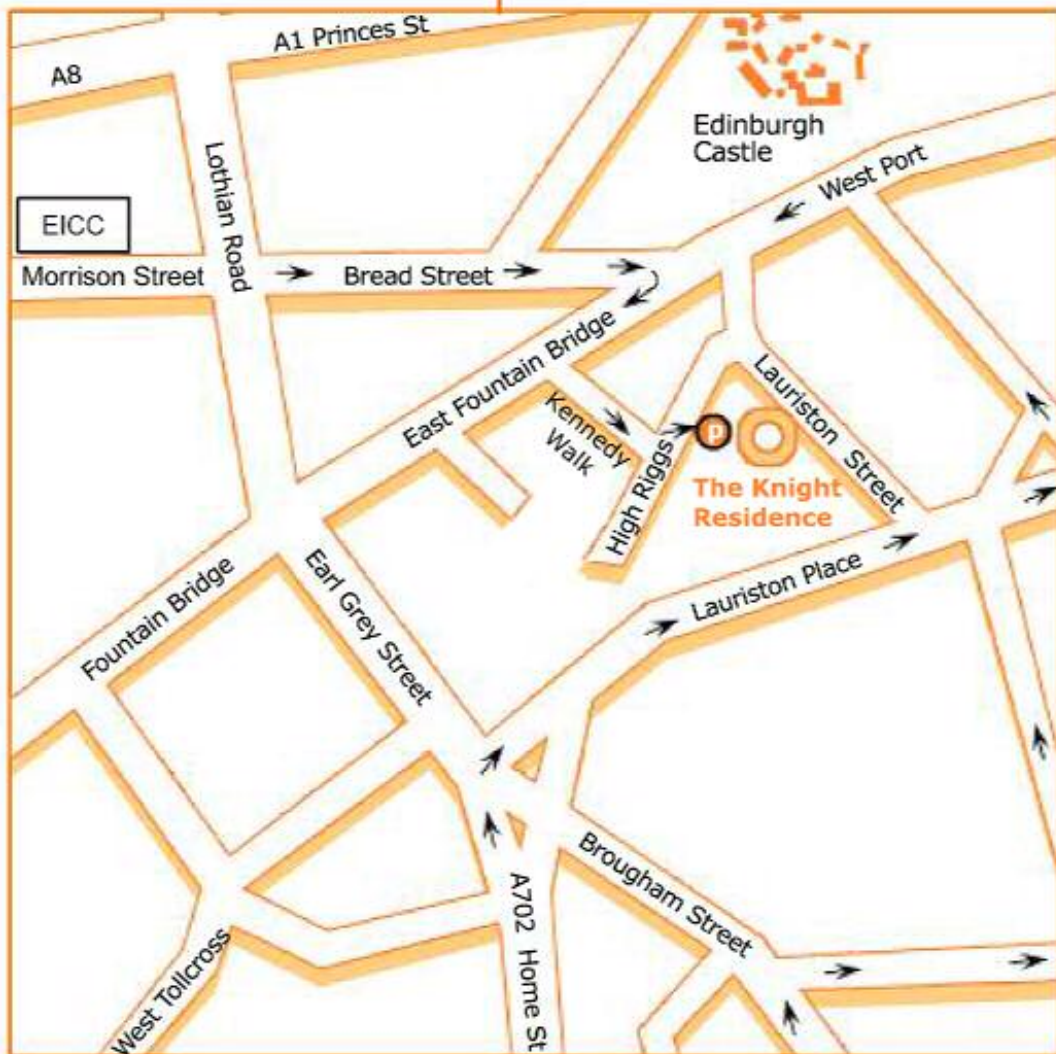 A1 Princes St
A8
Edinburgh
Castle
Lothian Road
West Port
EICC
Morrison Street
Bread Street
East Fountain Bridge
Lauriston Street
Kennedy
Walk
P
High Riggs
The Knight
Residence
Fountain Bridge
Earl Grey Street
Lauriston Place
Brougham Street
A702 Home St
West Tollcross